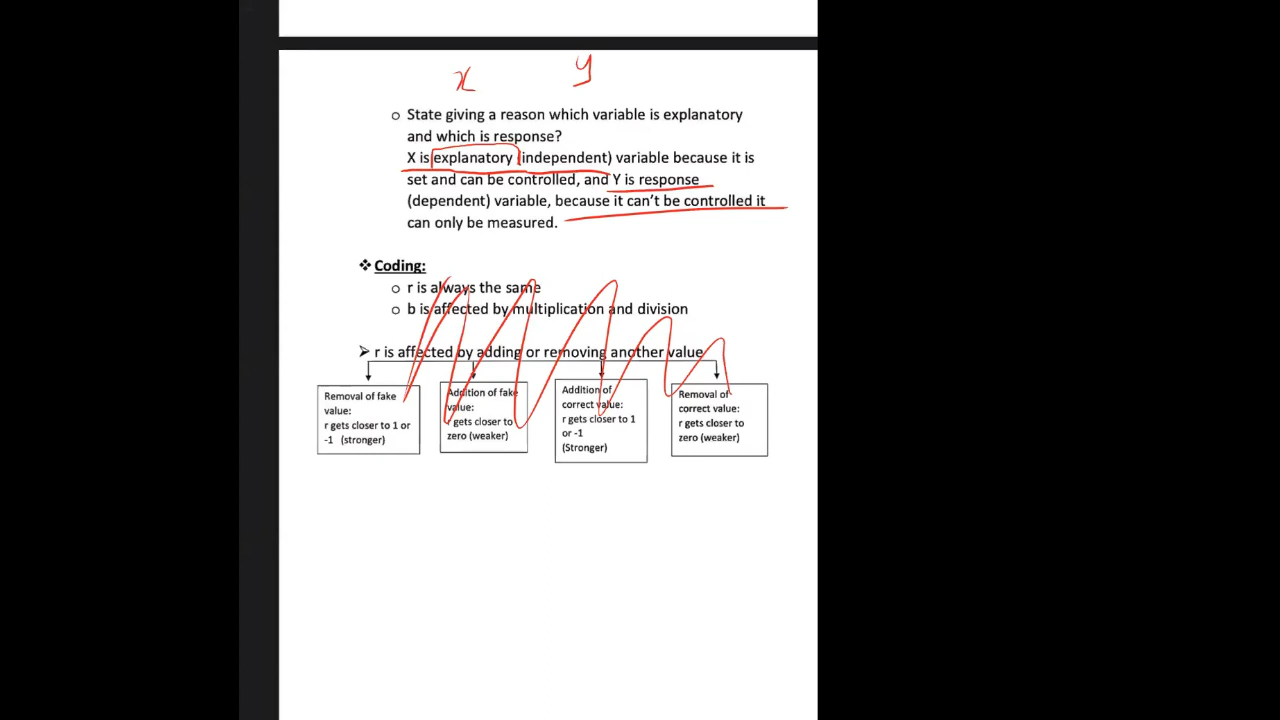 x y
o State giving a reason which variable is explanatory
and which is response?
X is explanatory (independent) variable because it is
set and can be controlled, and Y is response
(dependent) variable, because it can't be controlled it
can only be measured.
❖ Coding:
o r is always the same
o b is affected by multiplication and division
➢ r is affected by adding or removing another value
Removal of fake
value:
r gets closer to 1 or
-1 (stronger)
Addition of fake
value:
r gets closer to
zero (weaker)
Addition of
correct value:
r gets closer to 1
or -1
(Stronger)
Removal of
correct value:
r gets closer to
zero (weaker)